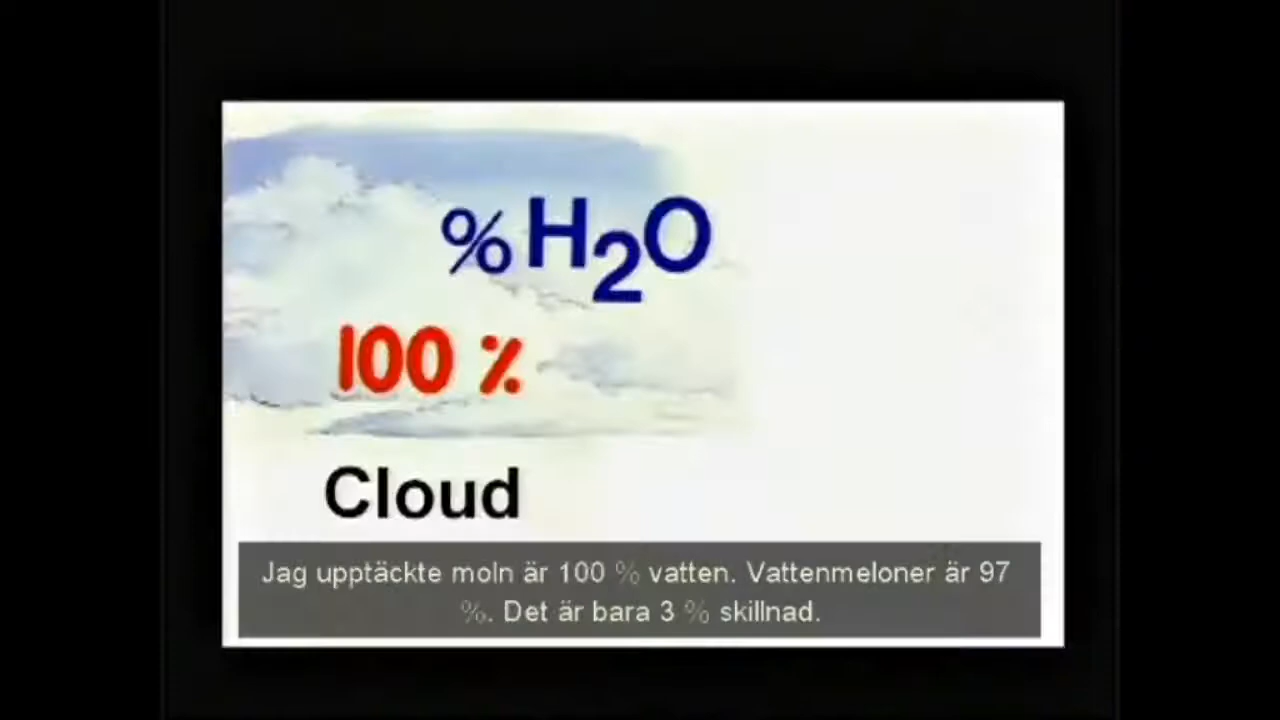 % H2O
100 %
Cloud
Jag upptäckte moln är 100 % vatten. Vattenmeloner är 97
%. Det är bara 3 % skillnad.